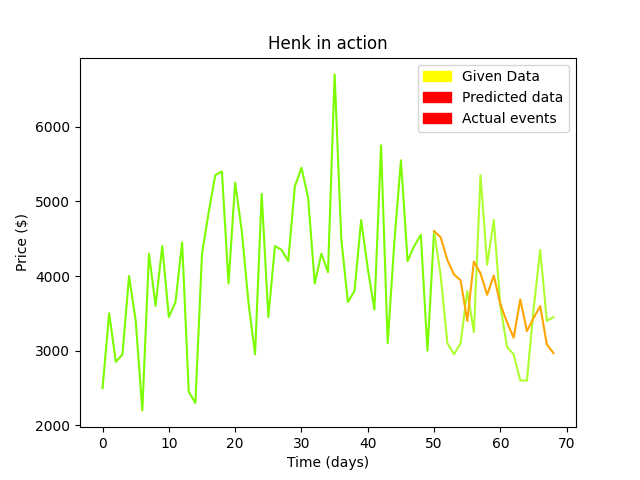 Henk in action
Given Data
Predicted data
Actual events
Price ($)
6000
5000
4000
3000
2000
0 10 20 30 40 50 60 70
Time (days)